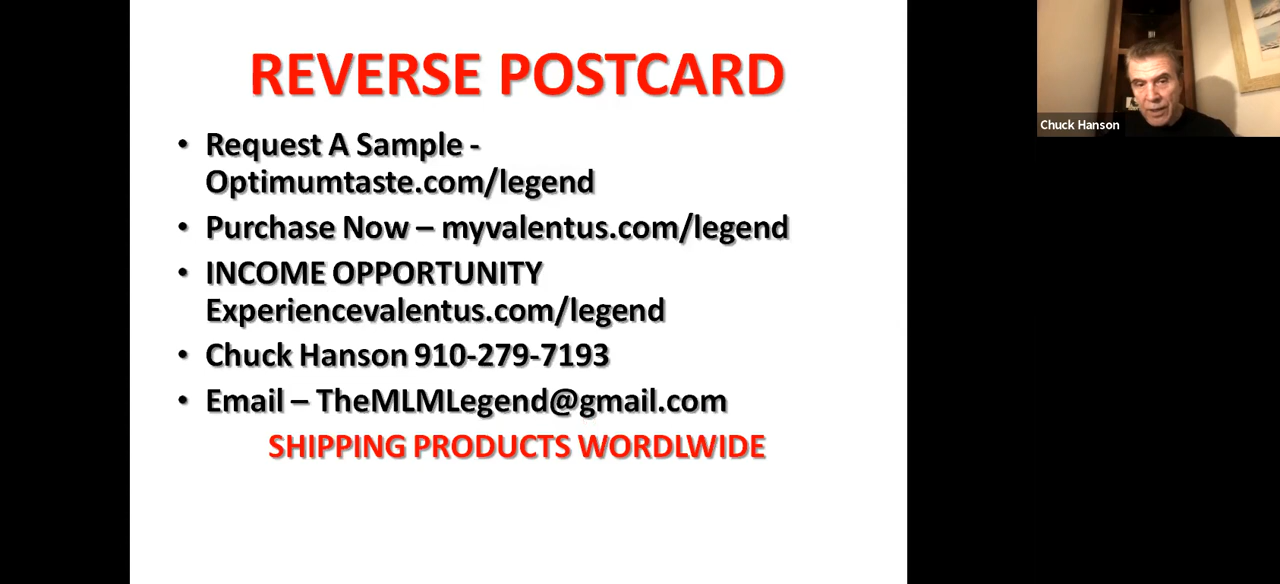 REVERSE POSTCARD
• Request A Sample -
Optimumtaste.com/legend
• Purchase Now – myvalentus.com/legend
• INCOME OPPORTUNITY
Experiencevalentus.com/legend
• Chuck Hanson 910-279-7193
• Email – TheMLMLegend@gmail.com
SHIPPING PRODUCTS WORDLWIDE
Chuck Hanson